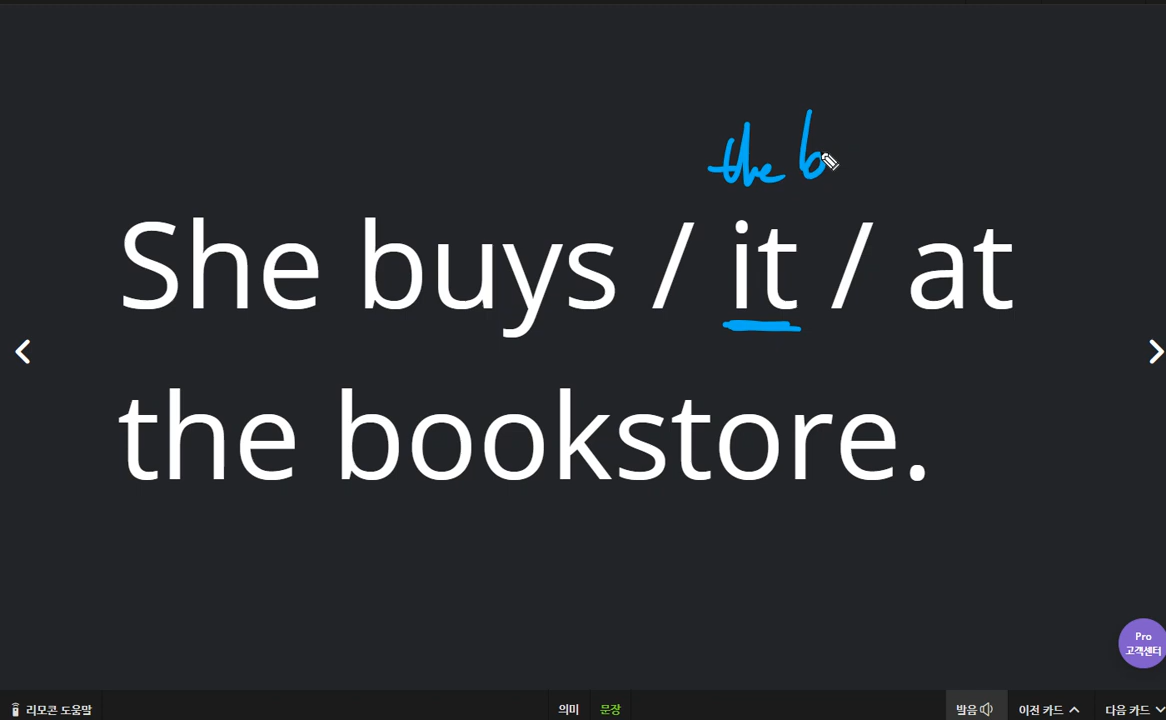 the b
She buys / it / at
the bookstore.
Pro
고객센터
리모콘 도움말
의미
문장
발음
이전 카드
다음 카드